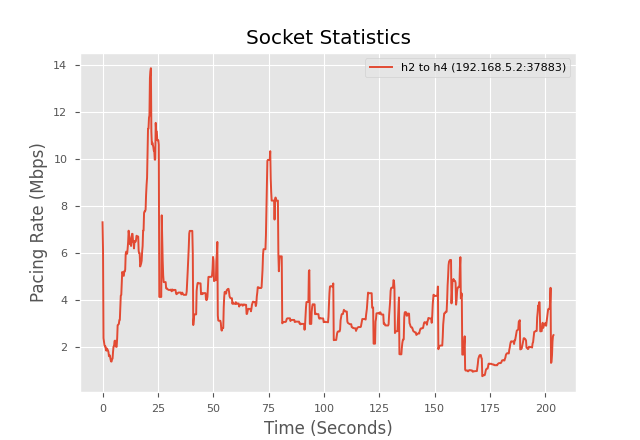 Socket Statistics
h2 to h4 (192.168.5.2:37883)
Pacing Rate (Mbps)
14
12
10
8
6
4
2
0 25 50 75 100 125 150 175 200
Time (Seconds)